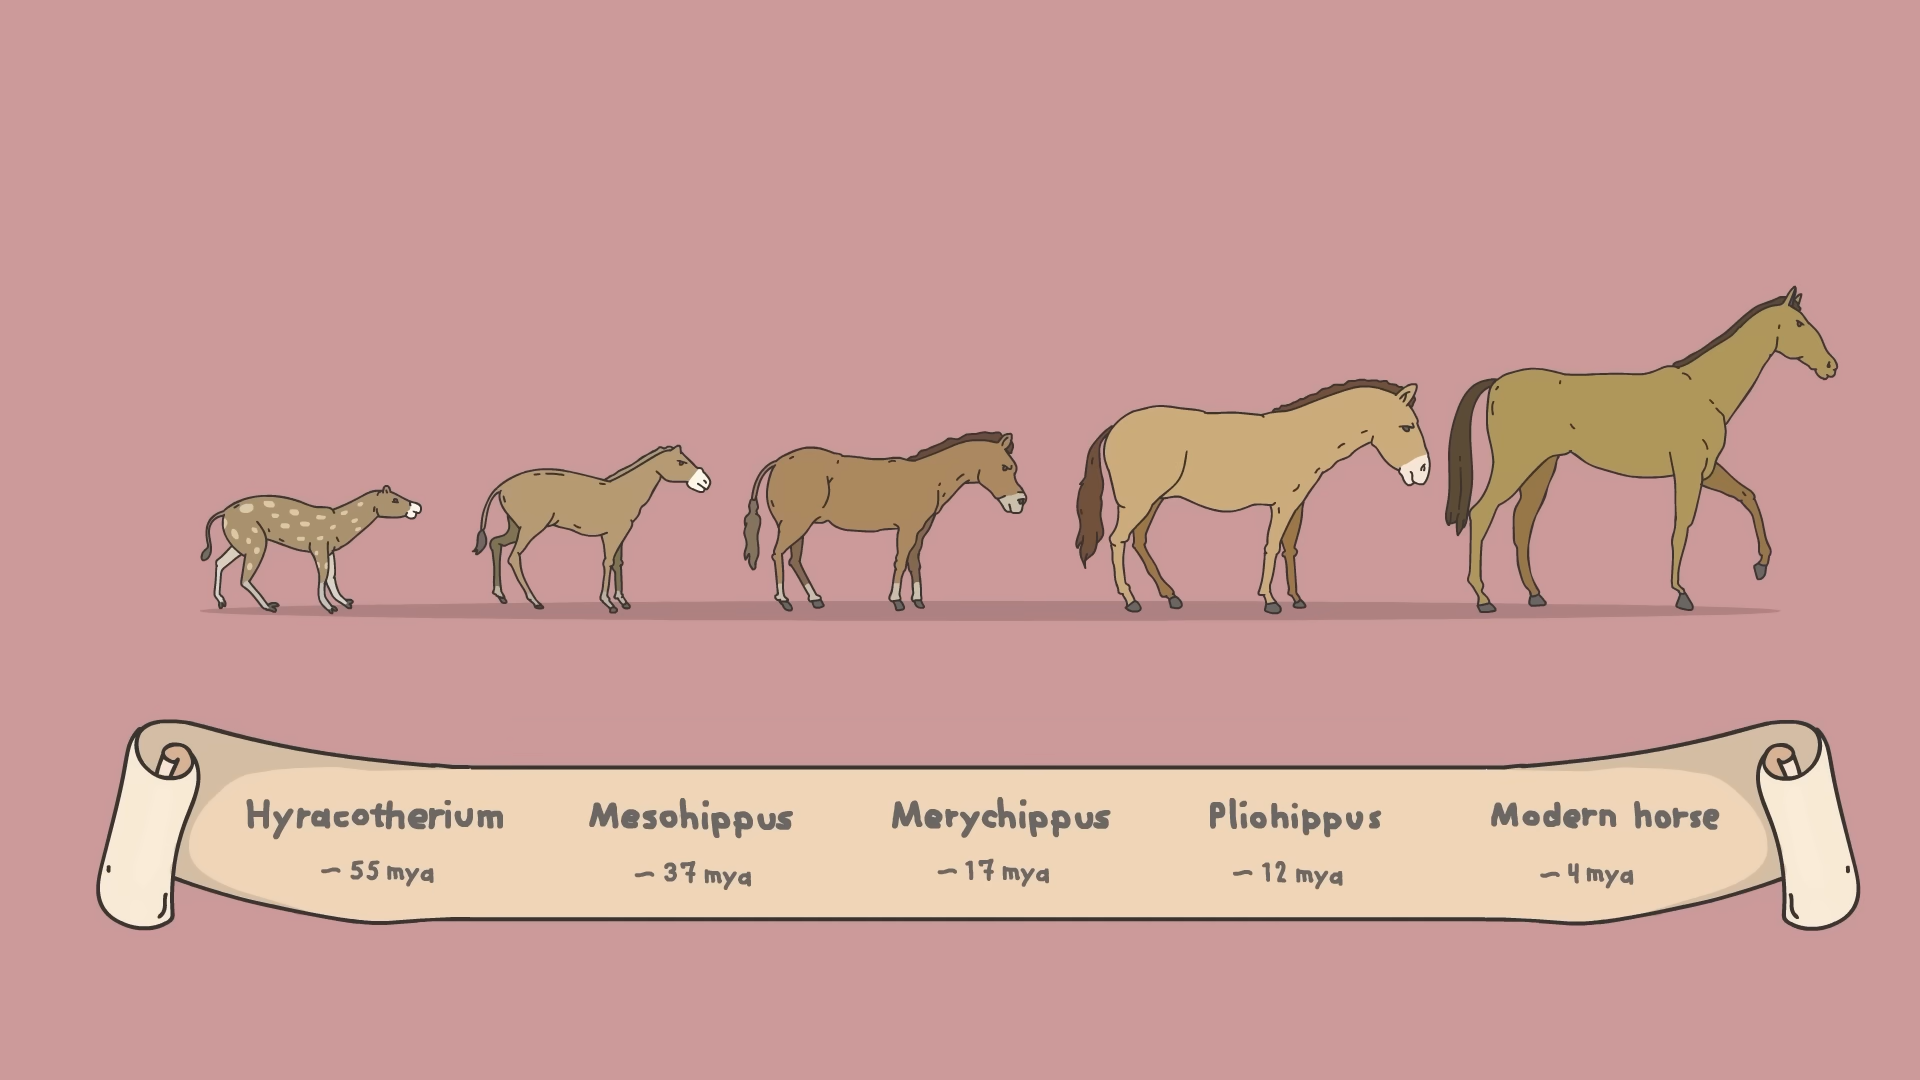 Hyracotherium Mesohippus Merychippus Pliohippus Modern horse
~ 55 mya ~ 37 mya ~ 17 mya ~ 12 mya ~ 4 mya